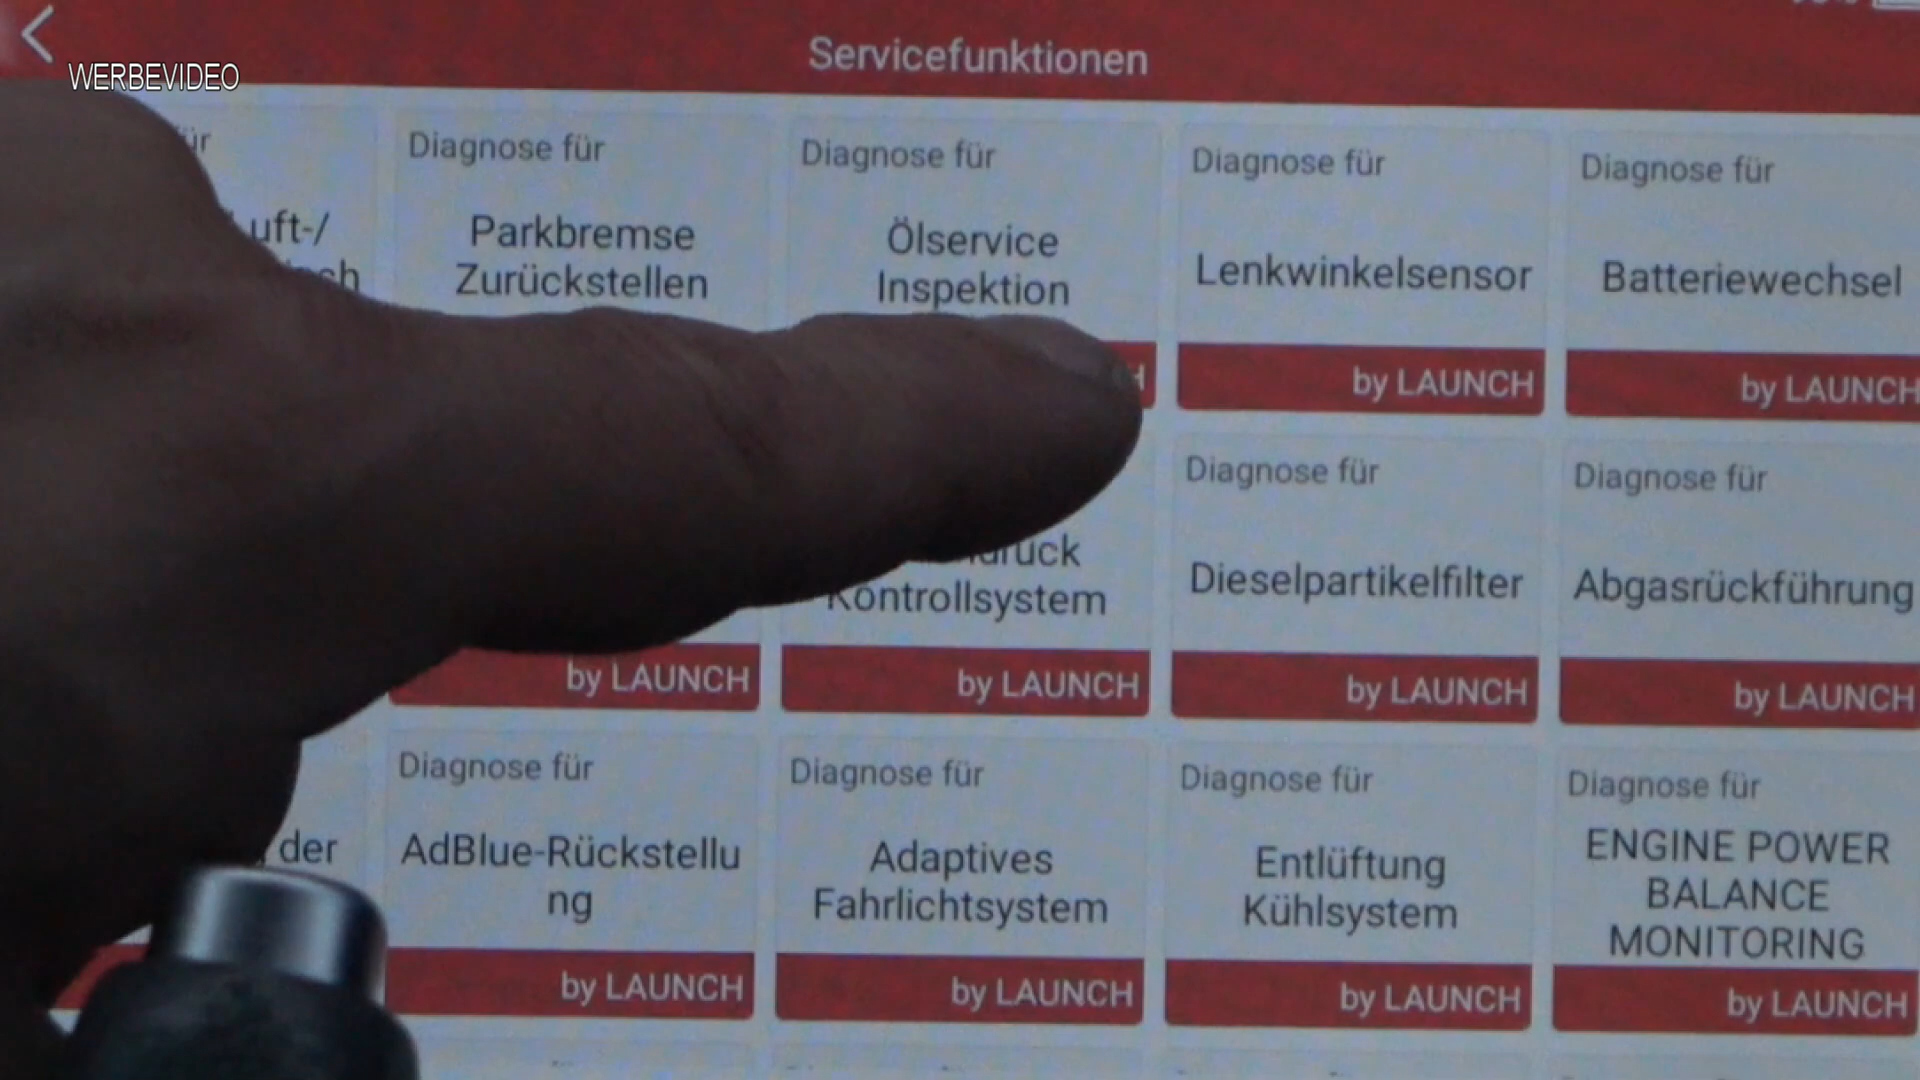 Servicefunktionen
WERBEVIDEO
Diagnose für
Parkbremse
Zurückstellen
Diagnose für
Ölservice
Inspektion
Diagnose für
Lenkwinkelsensor
by LAUNCH
Diagnose für
Batteriewechsel
by LAUNCH
by LAUNCH
Kontrollsystem
by LAUNCH
Diagnose für
Dieselpartikelfilter
by LAUNCH
Diagnose für
Abgasrückführung
by LAUNCH
der
Diagnose für
AdBlue-Rückstellu
ng
by LAUNCH
Diagnose für
Adaptives
Fahrlichtsystem
by LAUNCH
Diagnose für
Entlüftung
Kühlsystem
by LAUNCH
Diagnose für
ENGINE POWER
BALANCE
MONITORING
by LAUNCH